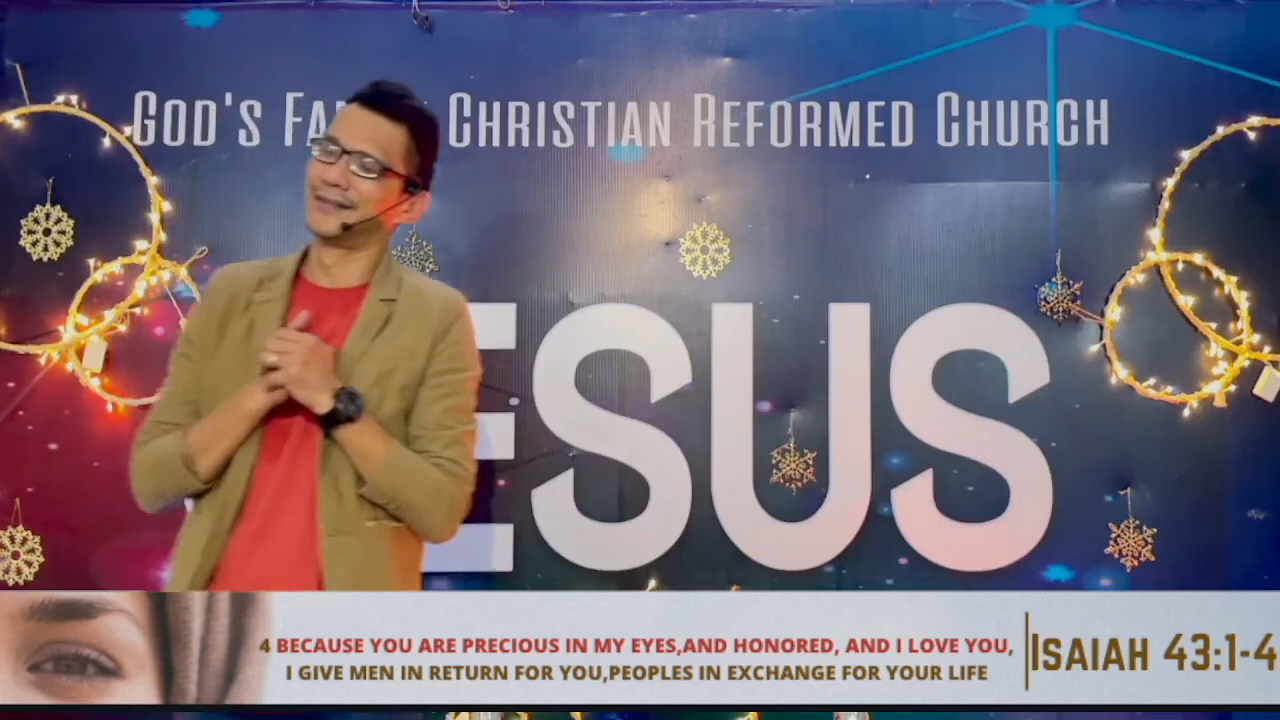 God's Fa Christian Reformed Church
ESUS
4 BECAUSE YOU ARE PRECIOUS IN MY EYES,AND HONORED, AND I LOVE YOU,
I GIVE MEN IN RETURN FOR YOU,PEOPLES IN EXCHANGE FOR YOUR LIFE
ISAIAH 43:1-4